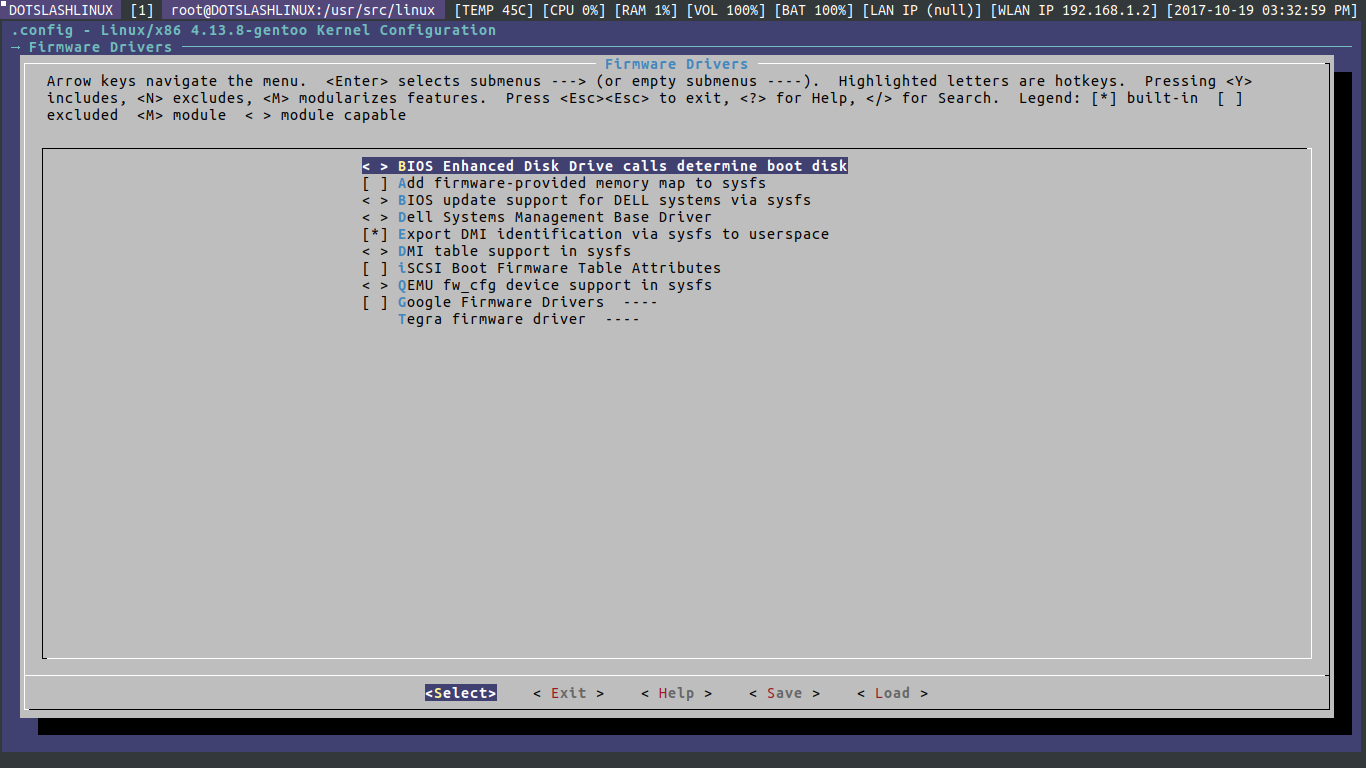 DOTSLASHLINUX [1] root@DOTSLASHLINUX:/usr/src/linux [TEMP 45C] [CPU 0%] [RAM 1%] [VOL 100%] [BAT 100%] [LAN IP (null)] [WLAN IP 192.168.1.2] [2017-10-19 03:32:59 PM]
.config - Linux/x86 4.13.8-gentoo Kernel Configuration
→ Firmware Drivers
Firmware Drivers
Arrow keys navigate the menu.  <Enter> selects submenus ---> (or empty submenus ----).  Highlighted letters are hotkeys.  Pressing <Y>
includes, <N> excludes, <M> modularizes features.  Press <Esc><Esc> to exit, <?> for Help, </> for Search.  Legend: [*] built-in  [ ]
excluded  <M> module  < > module capable
< > BIOS Enhanced Disk Drive calls determine boot disk
[ ] Add firmware-provided memory map to sysfs
< > BIOS update support for DELL systems via sysfs
< > Dell Systems Management Base Driver
[*] Export DMI identification via sysfs to userspace
< > DMI table support in sysfs
[ ] iSCSI Boot Firmware Table Attributes
< > QEMU fw_cfg device support in sysfs
[ ] Google Firmware Drivers  ----
Tegra firmware driver  ----
<Select>    < Exit >    < Help >    < Save >    < Load >